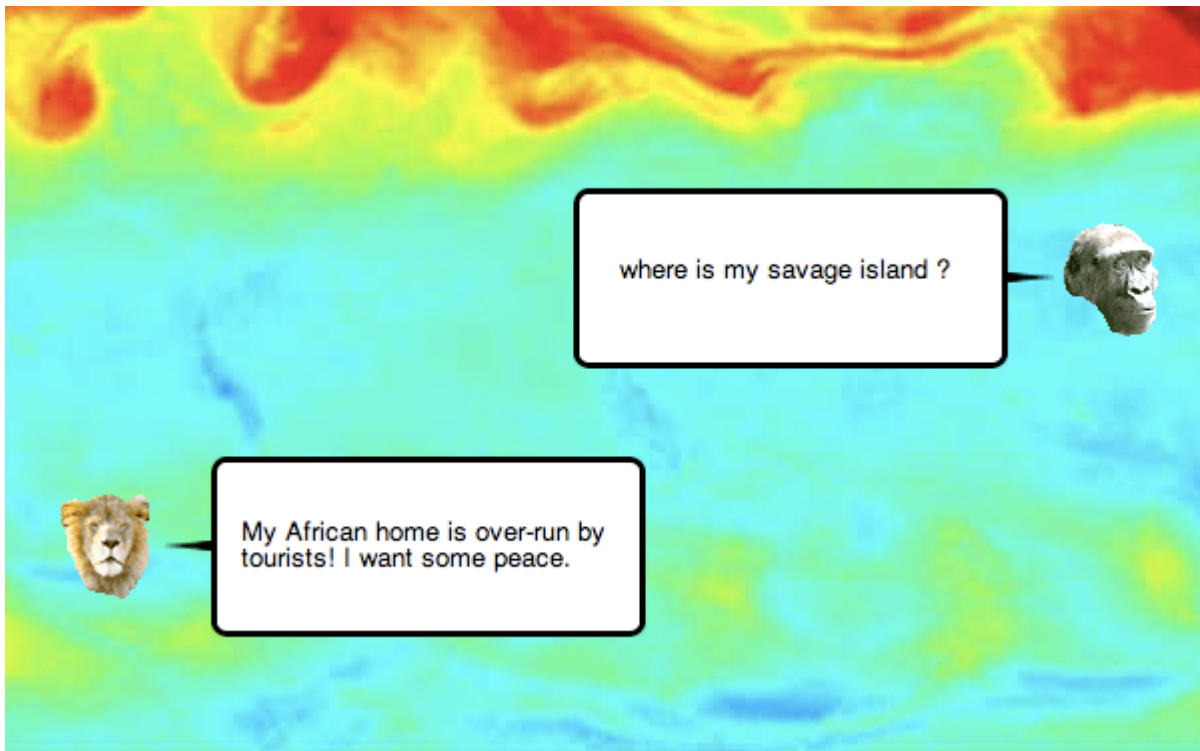 where is my savage island ?
My African home is over-run by
tourists! I want some peace.